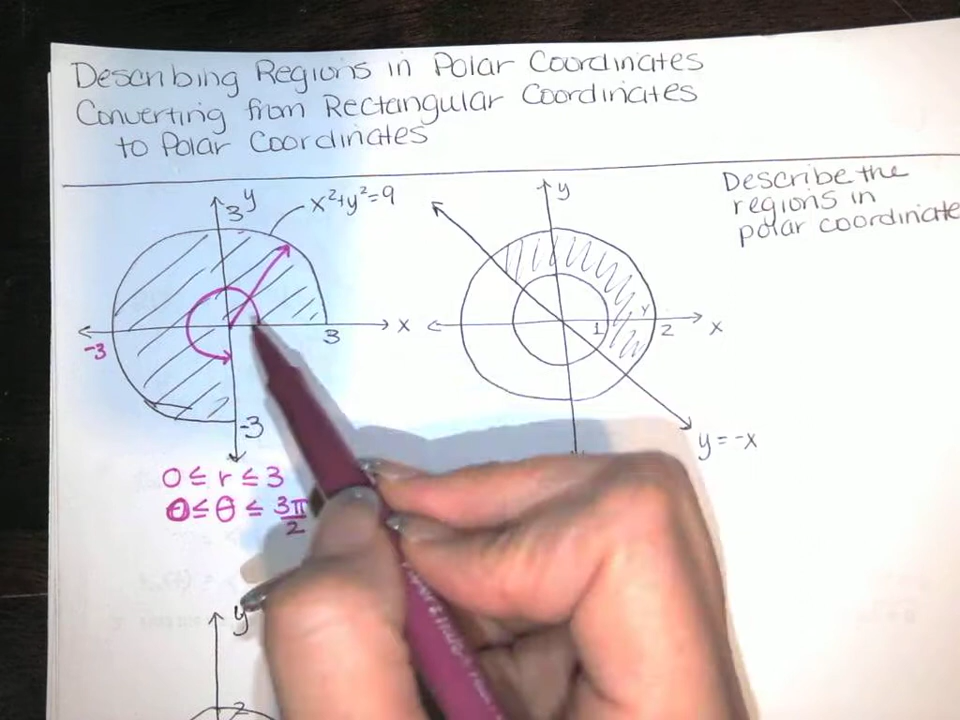 Describing Regions in Polar Coordinates
Converting from Rectangular Coordinates
to Polar Coordinates
Describe the
regions in
polar coordinate
y
3
x²+y²=9
x
3
-3
-3
0 ≤ r ≤ 3
0 ≤ θ ≤ 3π/2
y
1
2
x
y = -x
y
2